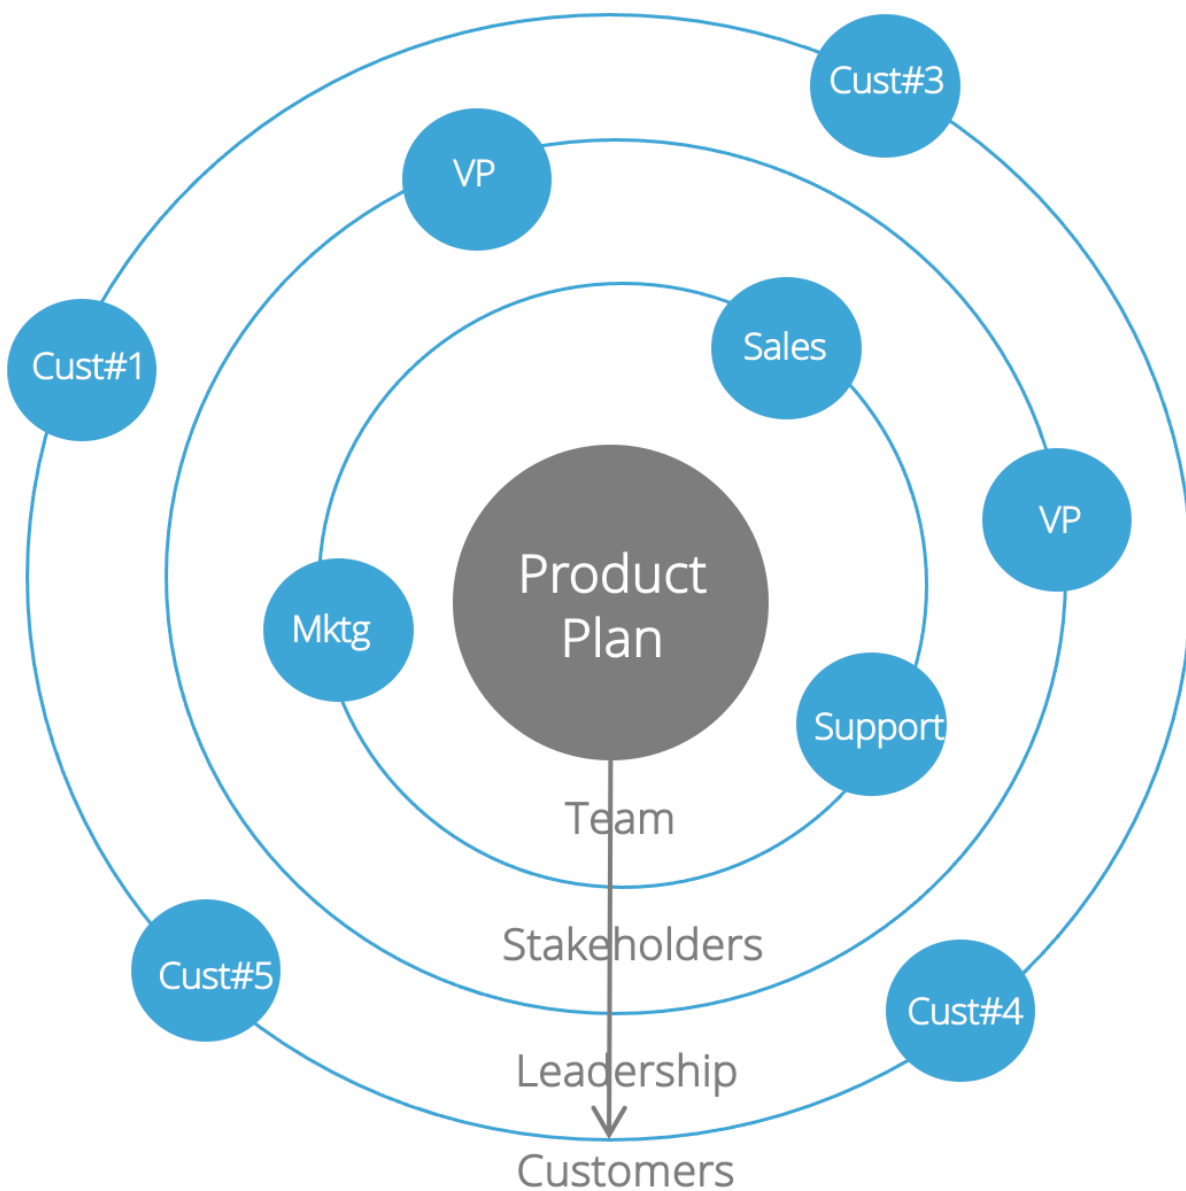 Cust#3
VP
Sales
Cust#1
VP
Product
Plan
Mktg
Support
Team
Stakeholders
Cust#5
Cust#4
Leadership
Customers